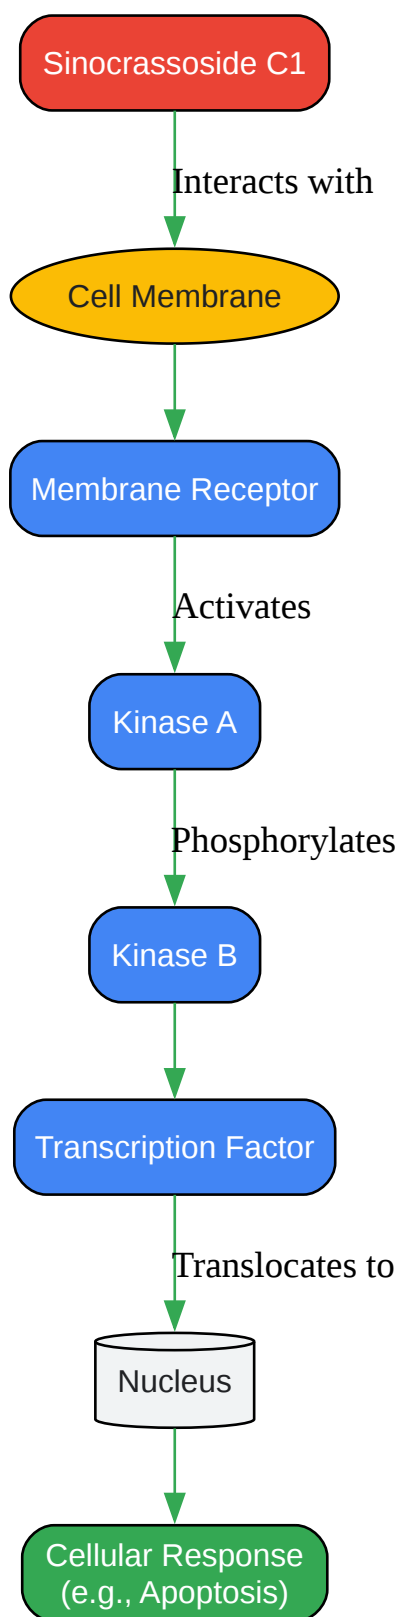 Sinocrassoside C1
Interacts with
Cell Membrane
Membrane Receptor
Activates
Kinase A
Phosphorylates
Kinase B
Transcription Factor
Translocates to
Nucleus
Cellular Response
(e.g., Apoptosis)